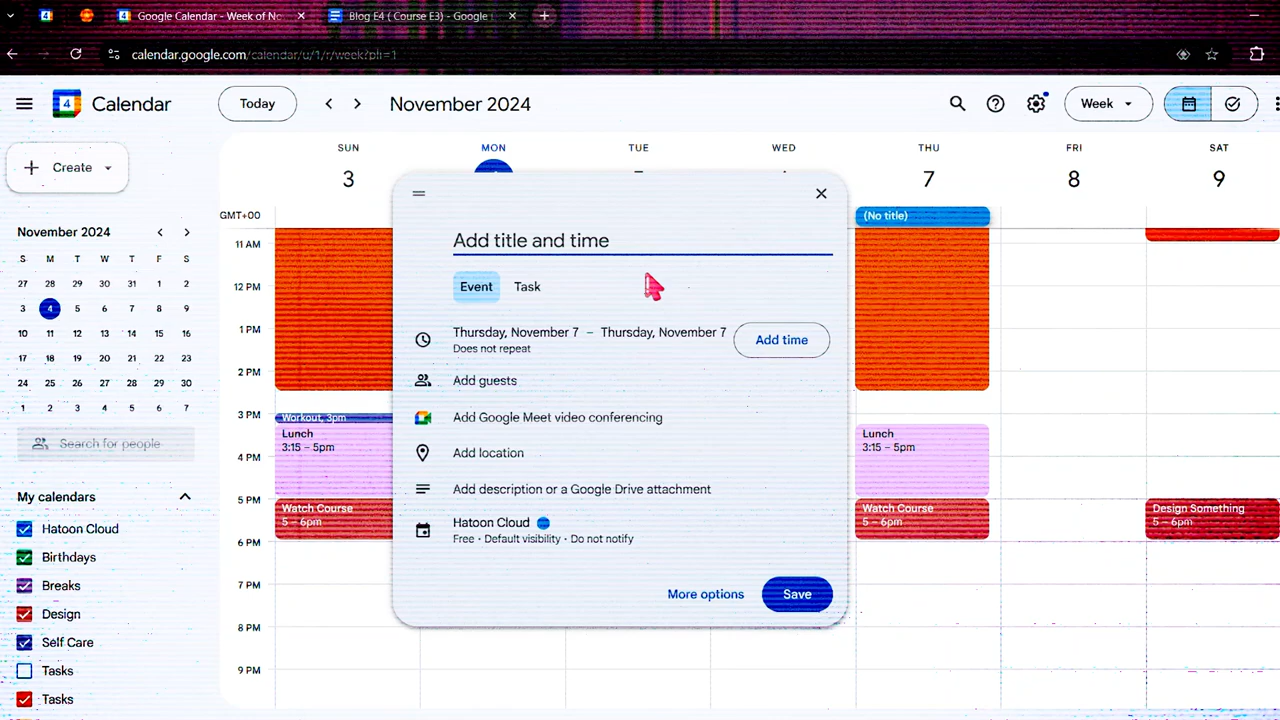 Google Calendar - Week of No
Blog E4 ( Course E3) - Google
calendar.google.com/calendar/u/1/r/week?pli=1
4 Calendar
Today
November 2024
Week
Create
SUN MON TUE WED THU FRI SAT
3 7 8 9
GMT+00
(No title)
November 2024
S M T W T F S
27 28 29 30 31 1 2
3 4 5 6 7 8 9
10 11 12 13 14 15 16
17 18 19 20 21 22 23
24 25 26 27 28 29 30
1 2 3 4 5 6 7
Search for people
My calendars
Hatoon Cloud
Birthdays
Breaks
Design
Self Care
Tasks
Tasks
11 AM
12 PM
1 PM
2 PM
3 PM
4 PM
PM
6 PM
7 PM
8 PM
9 PM
Workout, 3pm
Lunch
3:15 – 5pm
Watch Course
5 – 6pm
Add title and time
Event Task
Thursday, November 7 – Thursday, November 7
Does not repeat
Add time
Add guests
Add Google Meet video conferencing
Add location
Add description or a Google Drive attachment
Hatoon Cloud
Free • Default visibility • Do not notify
More options
Save
Lunch
3:15 – 5pm
Watch Course
5 – 6pm
Design Something
5 – 6pm